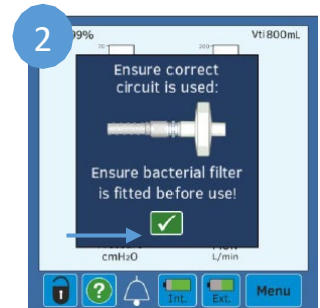 2
99%
Vti 800mL
200
Ensure correct
circuit is used:
Ensure bacterial filter
is fitted before use!
cmH2O
L/min
?
Int.
Ext.
Menu